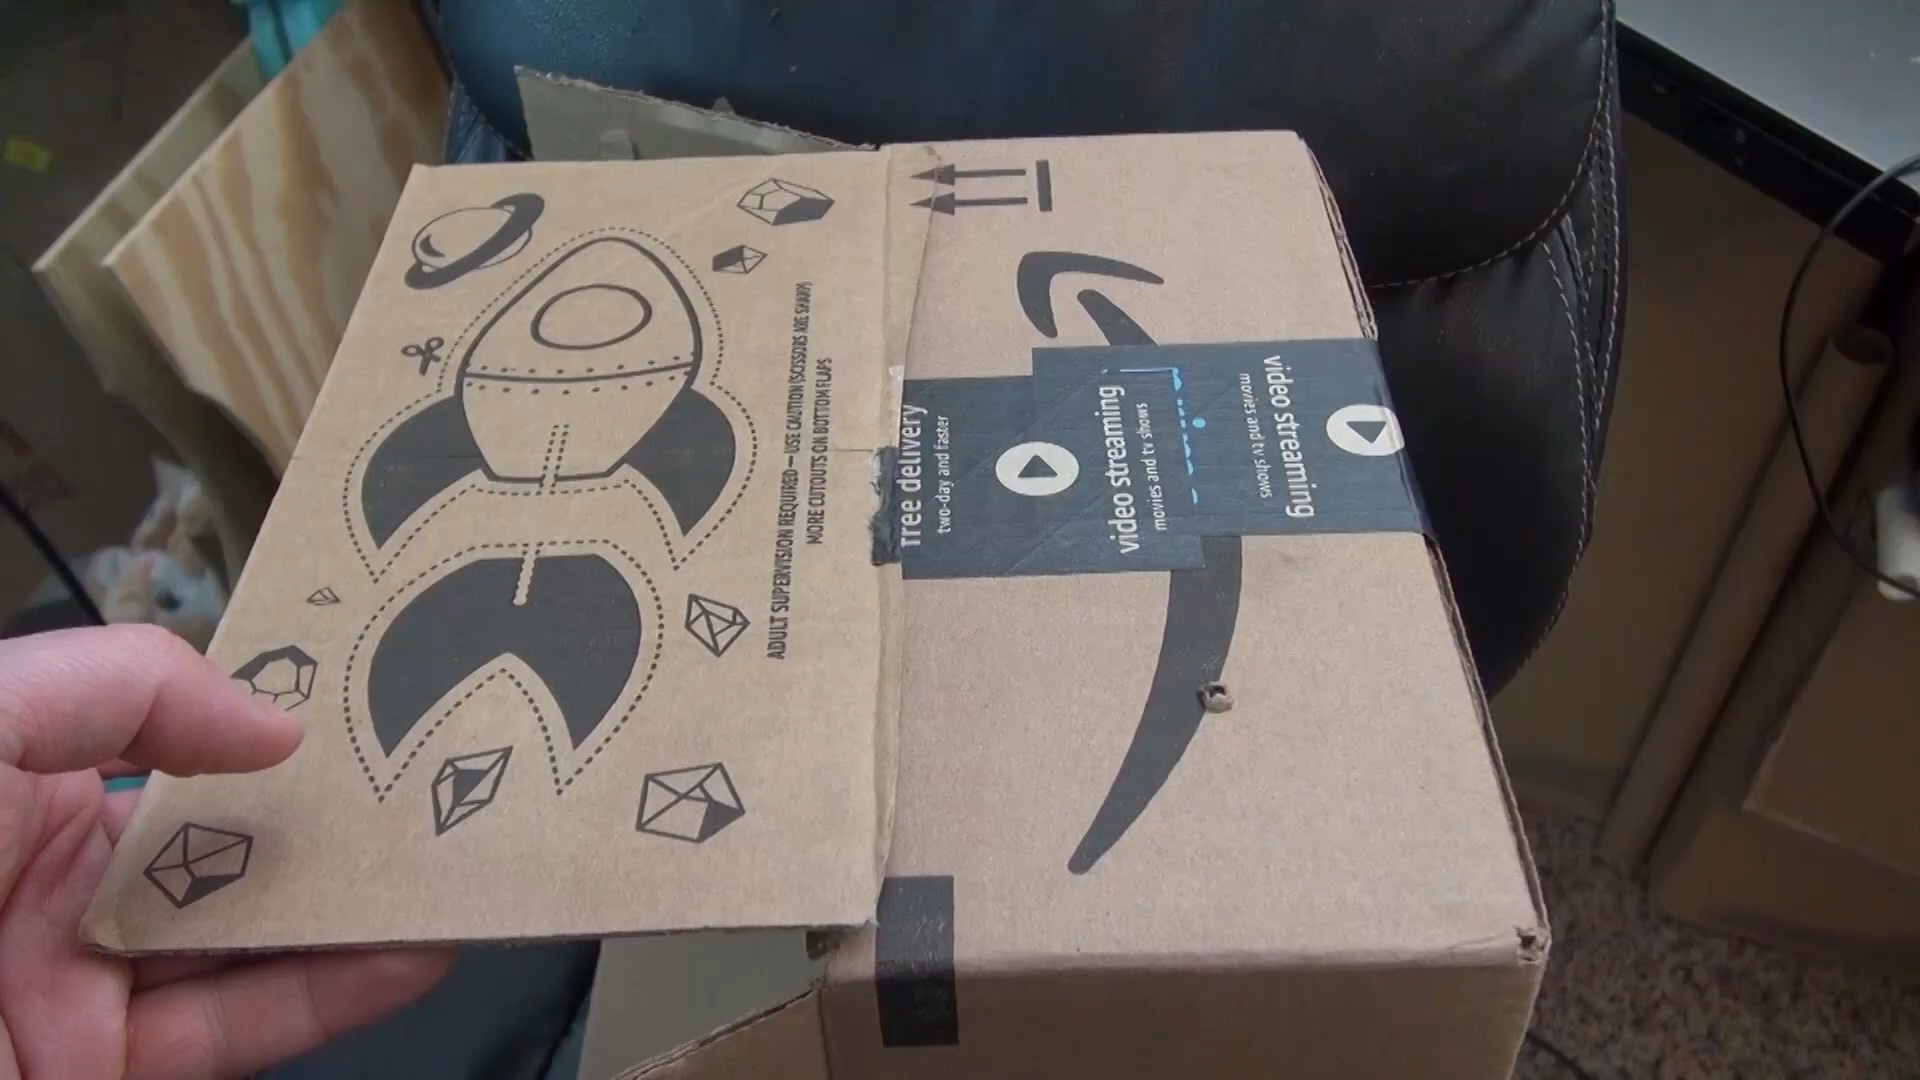 ADULT SUPERVISION REQUIRED — USE CAUTION (SCISSORS ARE SHARP)
MORE CUTOUTS ON BOTTOM FLAPS
free delivery
two-day and faster
video streaming
movies and tv shows
video streaming
movies and tv shows